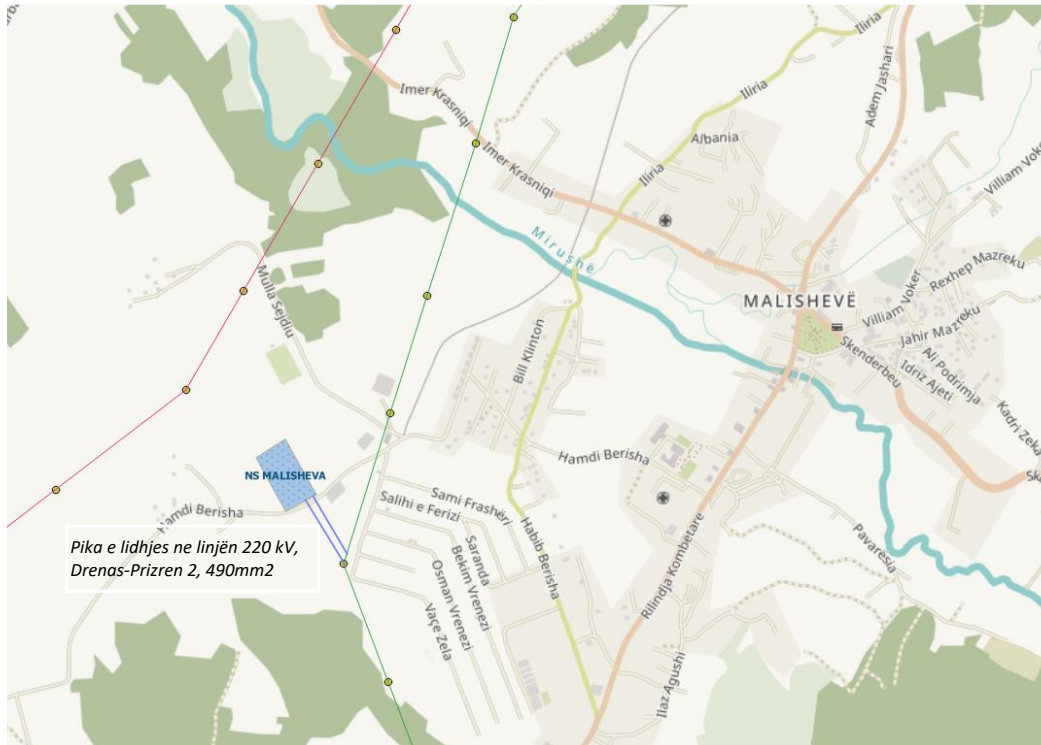 Iliria
Adem Jashari
Imer Krasniqi
Iliria
Albania
Imer Krasniqi
Iliria
Villiam Voker
Mirushë
Mulla Sejdiu
Rexhep Mazreku
MALISHEVË
Villiam Voker
Jahir Mazreku
Skenderbeu
Ali Podrimja
Idriz Ajeti
Bill Klinton
Kadri Zeka
Hamdi Berisha
NS MALISHEVA
Sami Frashëri
Salihi e Ferizi
Hamdi Berisha
Habib Berisha
Rilindja Kombetare
Pavarësia
Saranda
Bekim Vrenezi
Osman Vrenezi
Vaçe Zela
Ilaz Agushi
Pika e lidhjes ne linjën 220 kV,
Drenas-Prizren 2, 490mm2